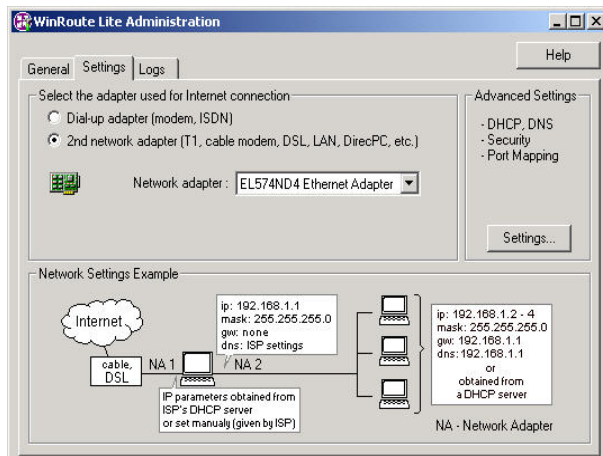 WinRoute Lite Administration
Help
General Settings Logs
Select the adapter used for Internet connection
Dial-up adapter (modem, ISDN)
2nd network adapter (T1, cable modem, DSL, LAN, DirecPC, etc.)
Network adapter : EL574ND4 Ethernet Adapter
Advanced Settings
- DHCP, DNS
- Security
- Port Mapping
Settings...
Network Settings Example
Internet
cable,
DSL
NA 1
NA 2
ip: 192.168.1.1
mask: 255.255.255.0
gw: none
dns: ISP settings
IP parameters obtained from
ISP's DHCP server
or set manualy (given by ISP)
ip: 192.168.1.2 - 4
mask: 255.255.255.0
gw: 192.168.1.1
dns: 192.168.1.1
or
obtained from
a DHCP server
NA - Network Adapter